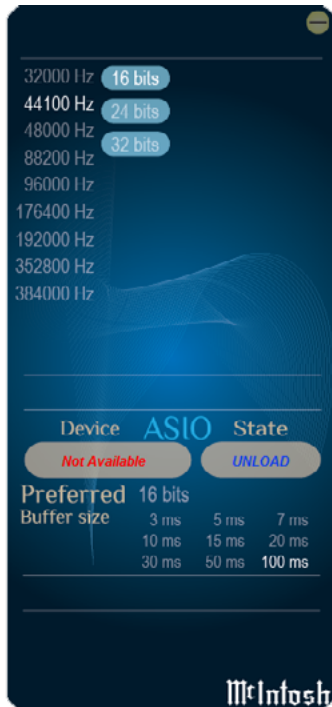 32000 Hz 16 bits
44100 Hz 24 bits
48000 Hz 32 bits
88200 Hz
96000 Hz
176400 Hz
192000 Hz
352800 Hz
384000 Hz
Device ASIO State
Not Available UNLOAD
Preferred 16 bits
Buffer size 3 ms 5 ms 7 ms
10 ms 15 ms 20 ms
30 ms 50 ms 100 ms
McIntosh